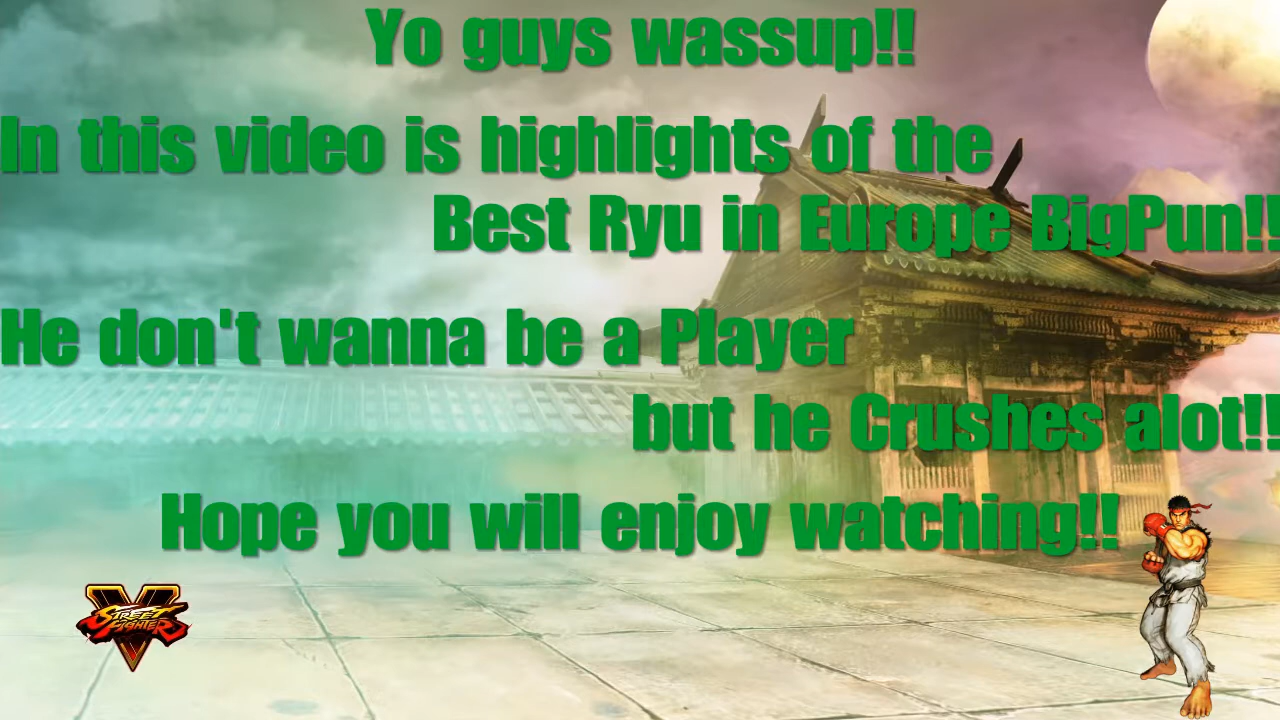 Yo guys wassup!!
In this video is highlights of the
Best Ryu in Europe BigPun!!
He don't wanna be a Player
but he Crushes alot!!
Hope you will enjoy watching!!
V
STREET
FIGHTER